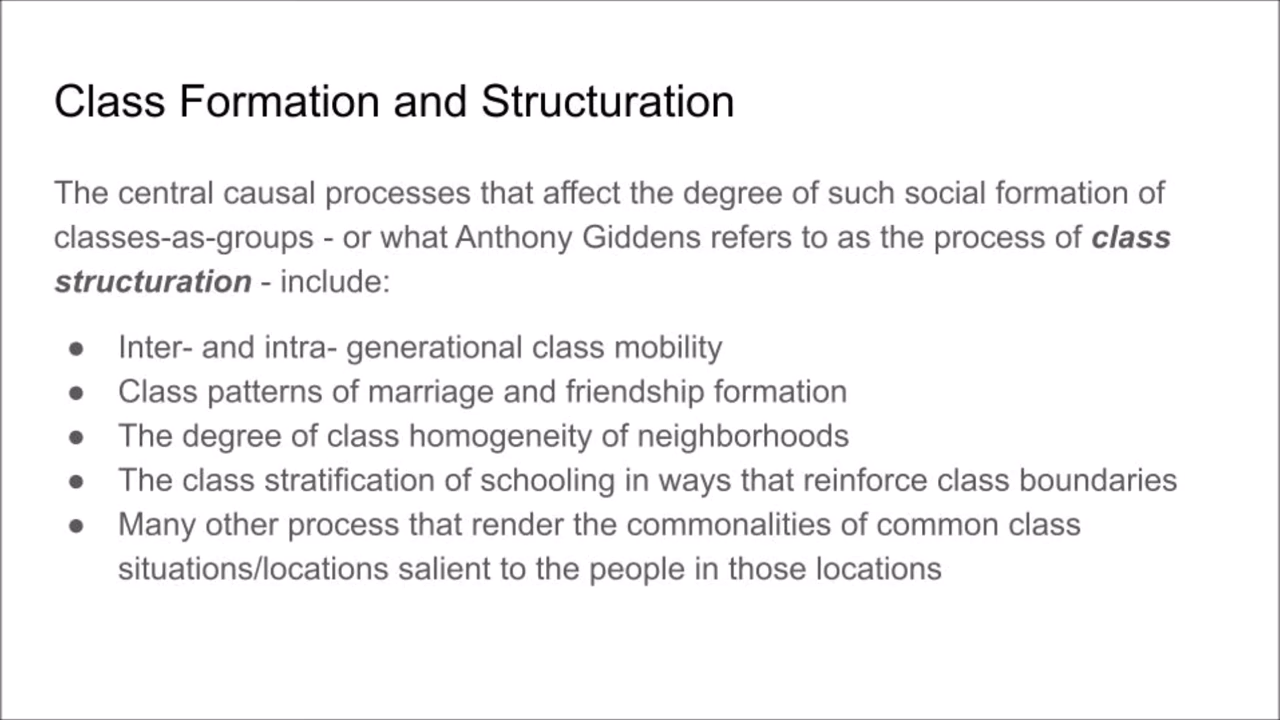 Class Formation and Structuration
The central causal processes that affect the degree of such social formation of
classes-as-groups - or what Anthony Giddens refers to as the process of class
structuration - include:
● Inter- and intra- generational class mobility
● Class patterns of marriage and friendship formation
● The degree of class homogeneity of neighborhoods
● The class stratification of schooling in ways that reinforce class boundaries
● Many other process that render the commonalities of common class
situations/locations salient to the people in those locations